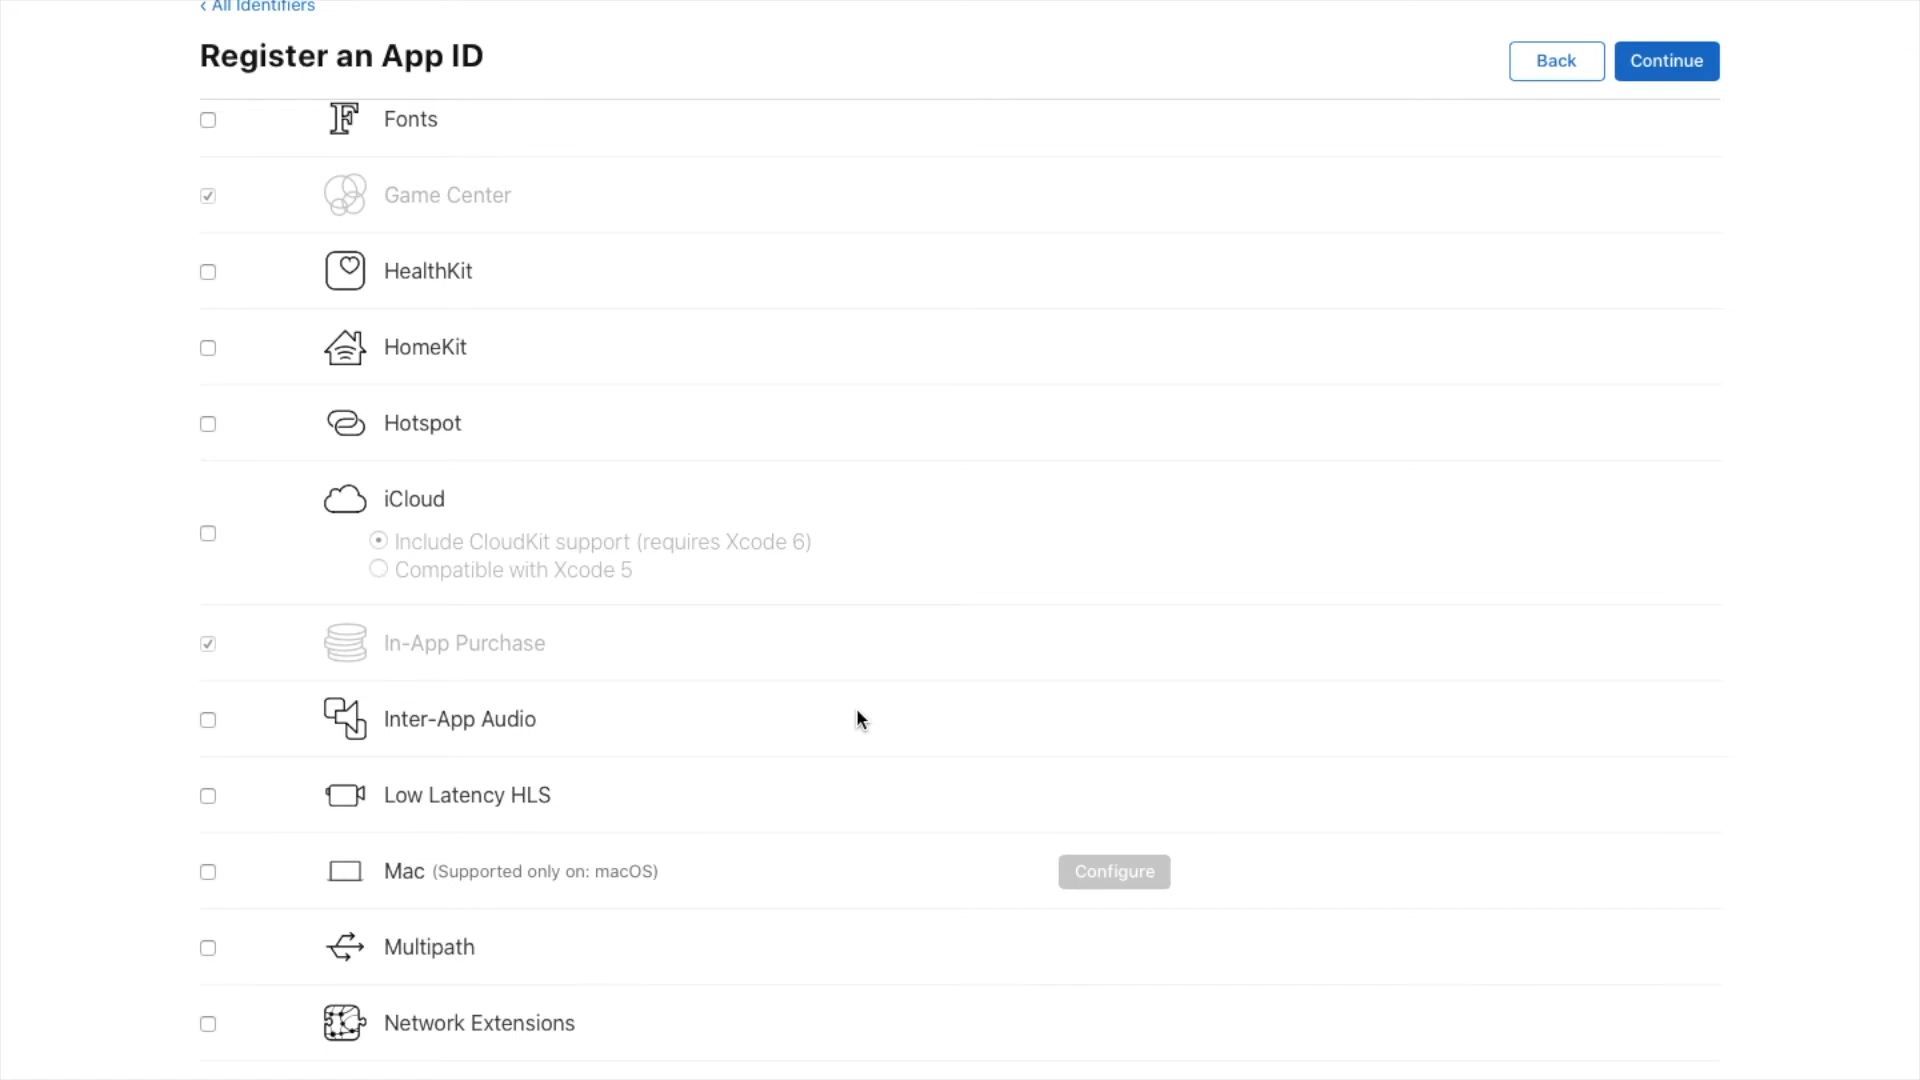 ‹ All Identifiers
Register an App ID
Back
Continue
Fonts
Game Center
HealthKit
HomeKit
Hotspot
iCloud
Include CloudKit support (requires Xcode 6)
Compatible with Xcode 5
In-App Purchase
Inter-App Audio
Low Latency HLS
Mac (Supported only on: macOS)
Configure
Multipath
Network Extensions